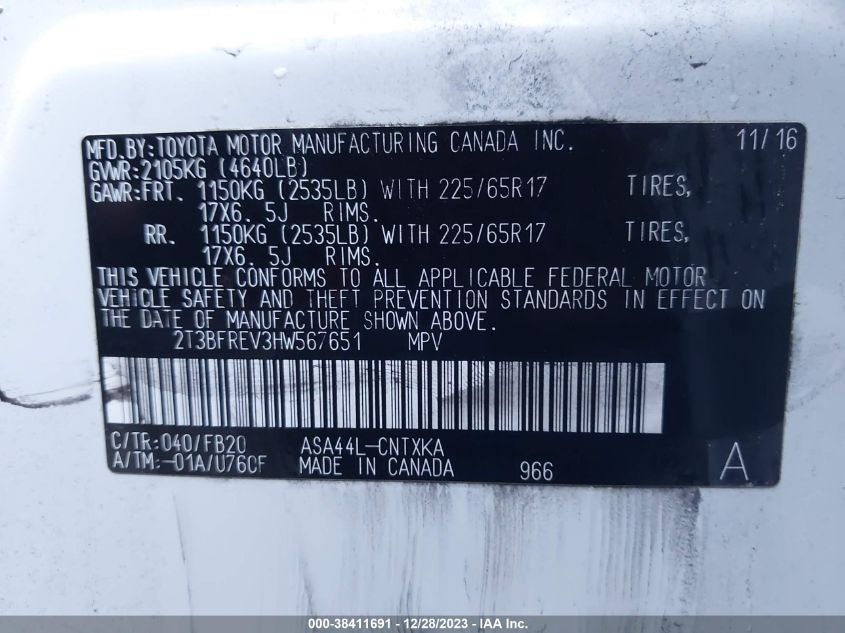 MFD.BY:TOYOTA MOTOR MANUFACTURING CANADA INC. 11/16
GVWR:2105KG (4640LB)
GAWR:FRT. 1150KG (2535LB) WITH 225/65R17 TIRES,
17X6. 5J RIMS.
RR. 1150KG (2535LB) WITH 225/65R17 TIRES,
17X6. 5J RIMS.
THIS VEHICLE CONFORMS TO ALL APPLICABLE FEDERAL MOTOR
VEHICLE SAFETY AND THEFT PREVENTION STANDARDS IN EFFECT ON
THE DATE OF MANUFACTURE SHOWN ABOVE.
2T3BFREV3HW567651 MPV
C/TR:040/FB20 ASA44L-CNTXKA
A/TM:-01A/U76CF MADE IN CANADA 966 A
000-38411691 - 12/28/2023 - IAA Inc.